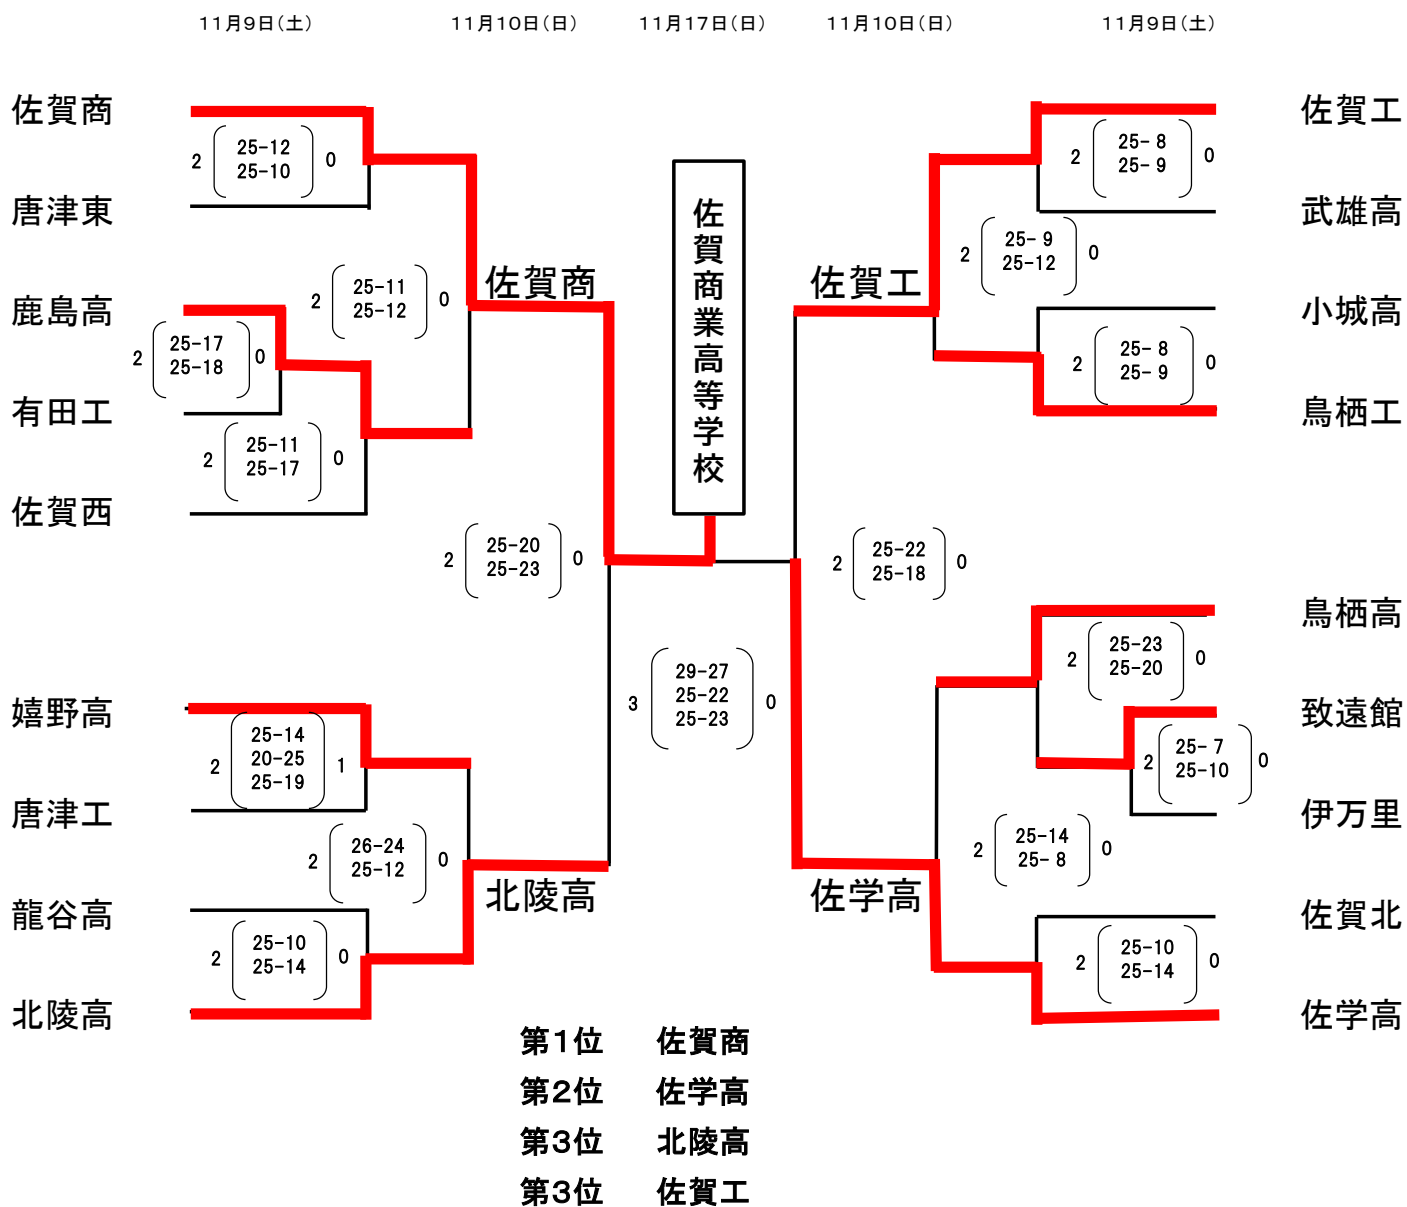 11月9日(土)
11月10日(日)
11月17日(日)
11月10日(日)
11月9日(土)
佐賀商
唐津東
鹿島高
有田工
佐賀西
嬉野高
唐津工
龍谷高
北陵高
2 25-12 0
25-10
2 25-17 0
25-18
2 25-11 0
25-17
2 25-11 0
25-12
2 25-14 1
20-25
25-19
2 25-10 0
25-14
2 26-24 0
25-12
佐賀商
北陵高
2 25-20 0
25-23
佐賀商業高等学校
3 29-27 0
25-22
25-23
2 25-22 0
25-18
佐賀工
佐学高
2 25-8 0
25-9
2 25-9 0
25-12
2 25-8 0
25-9
2 25-23 0
25-20
2 25-7 0
25-10
2 25-14 0
25-8
2 25-10 0
25-14
佐賀工
武雄高
小城高
鳥栖工
鳥栖高
致遠館
伊万里
佐賀北
佐学高
第1位 佐賀商
第2位 佐学高
第3位 北陵高
第3位 佐賀工